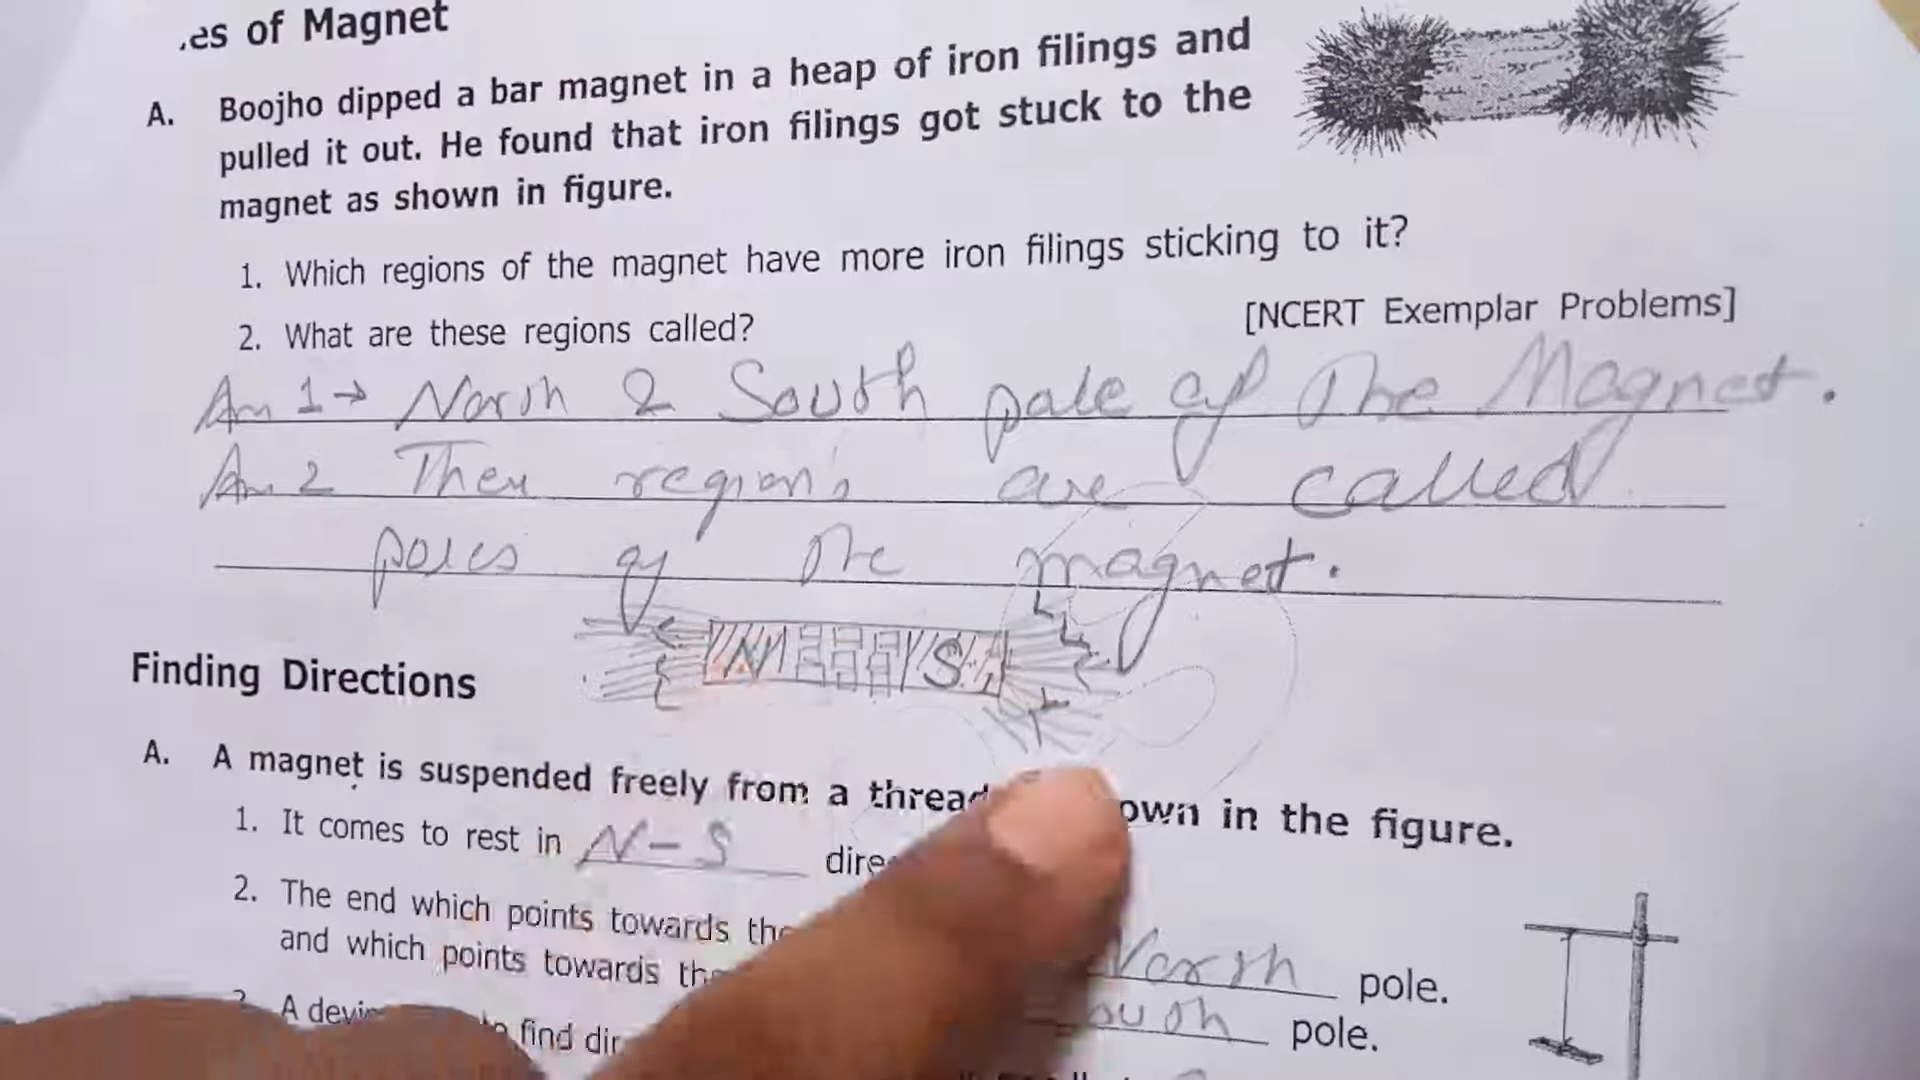 es of Magnet
A. Boojho dipped a bar magnet in a heap of iron filings and
pulled it out. He found that iron filings got stuck to the
magnet as shown in figure.
1. Which regions of the magnet have more iron filings sticking to it?
[NCERT Exemplar Problems]
2. What are these regions called?
Ans 1→ North & South pole of The Magnet.
Ans 2 These regions are called
poles of the magnet.
N S
Finding Directions
A. A magnet is suspended freely from a thread own in the figure.
1. It comes to rest in N-S dire
2. The end which points towards the North pole.
and which points towards th outh pole.
A devi find dir